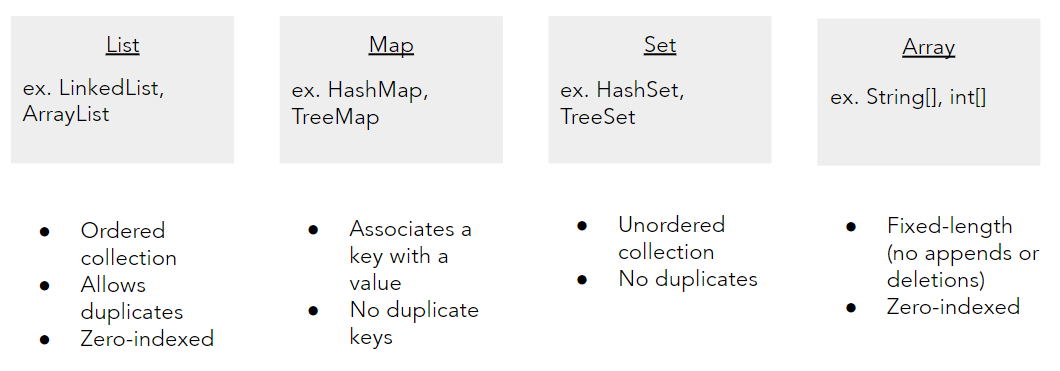 List
ex. LinkedList,
ArrayList
● Ordered
collection
● Allows
duplicates
● Zero-indexed
Map
ex. HashMap,
TreeMap
● Associates a
key with a
value
● No duplicate
keys
Set
ex. HashSet,
TreeSet
● Unordered
collection
● No duplicates
Array
ex. String[], int[]
● Fixed-length
(no appends or
deletions)
● Zero-indexed